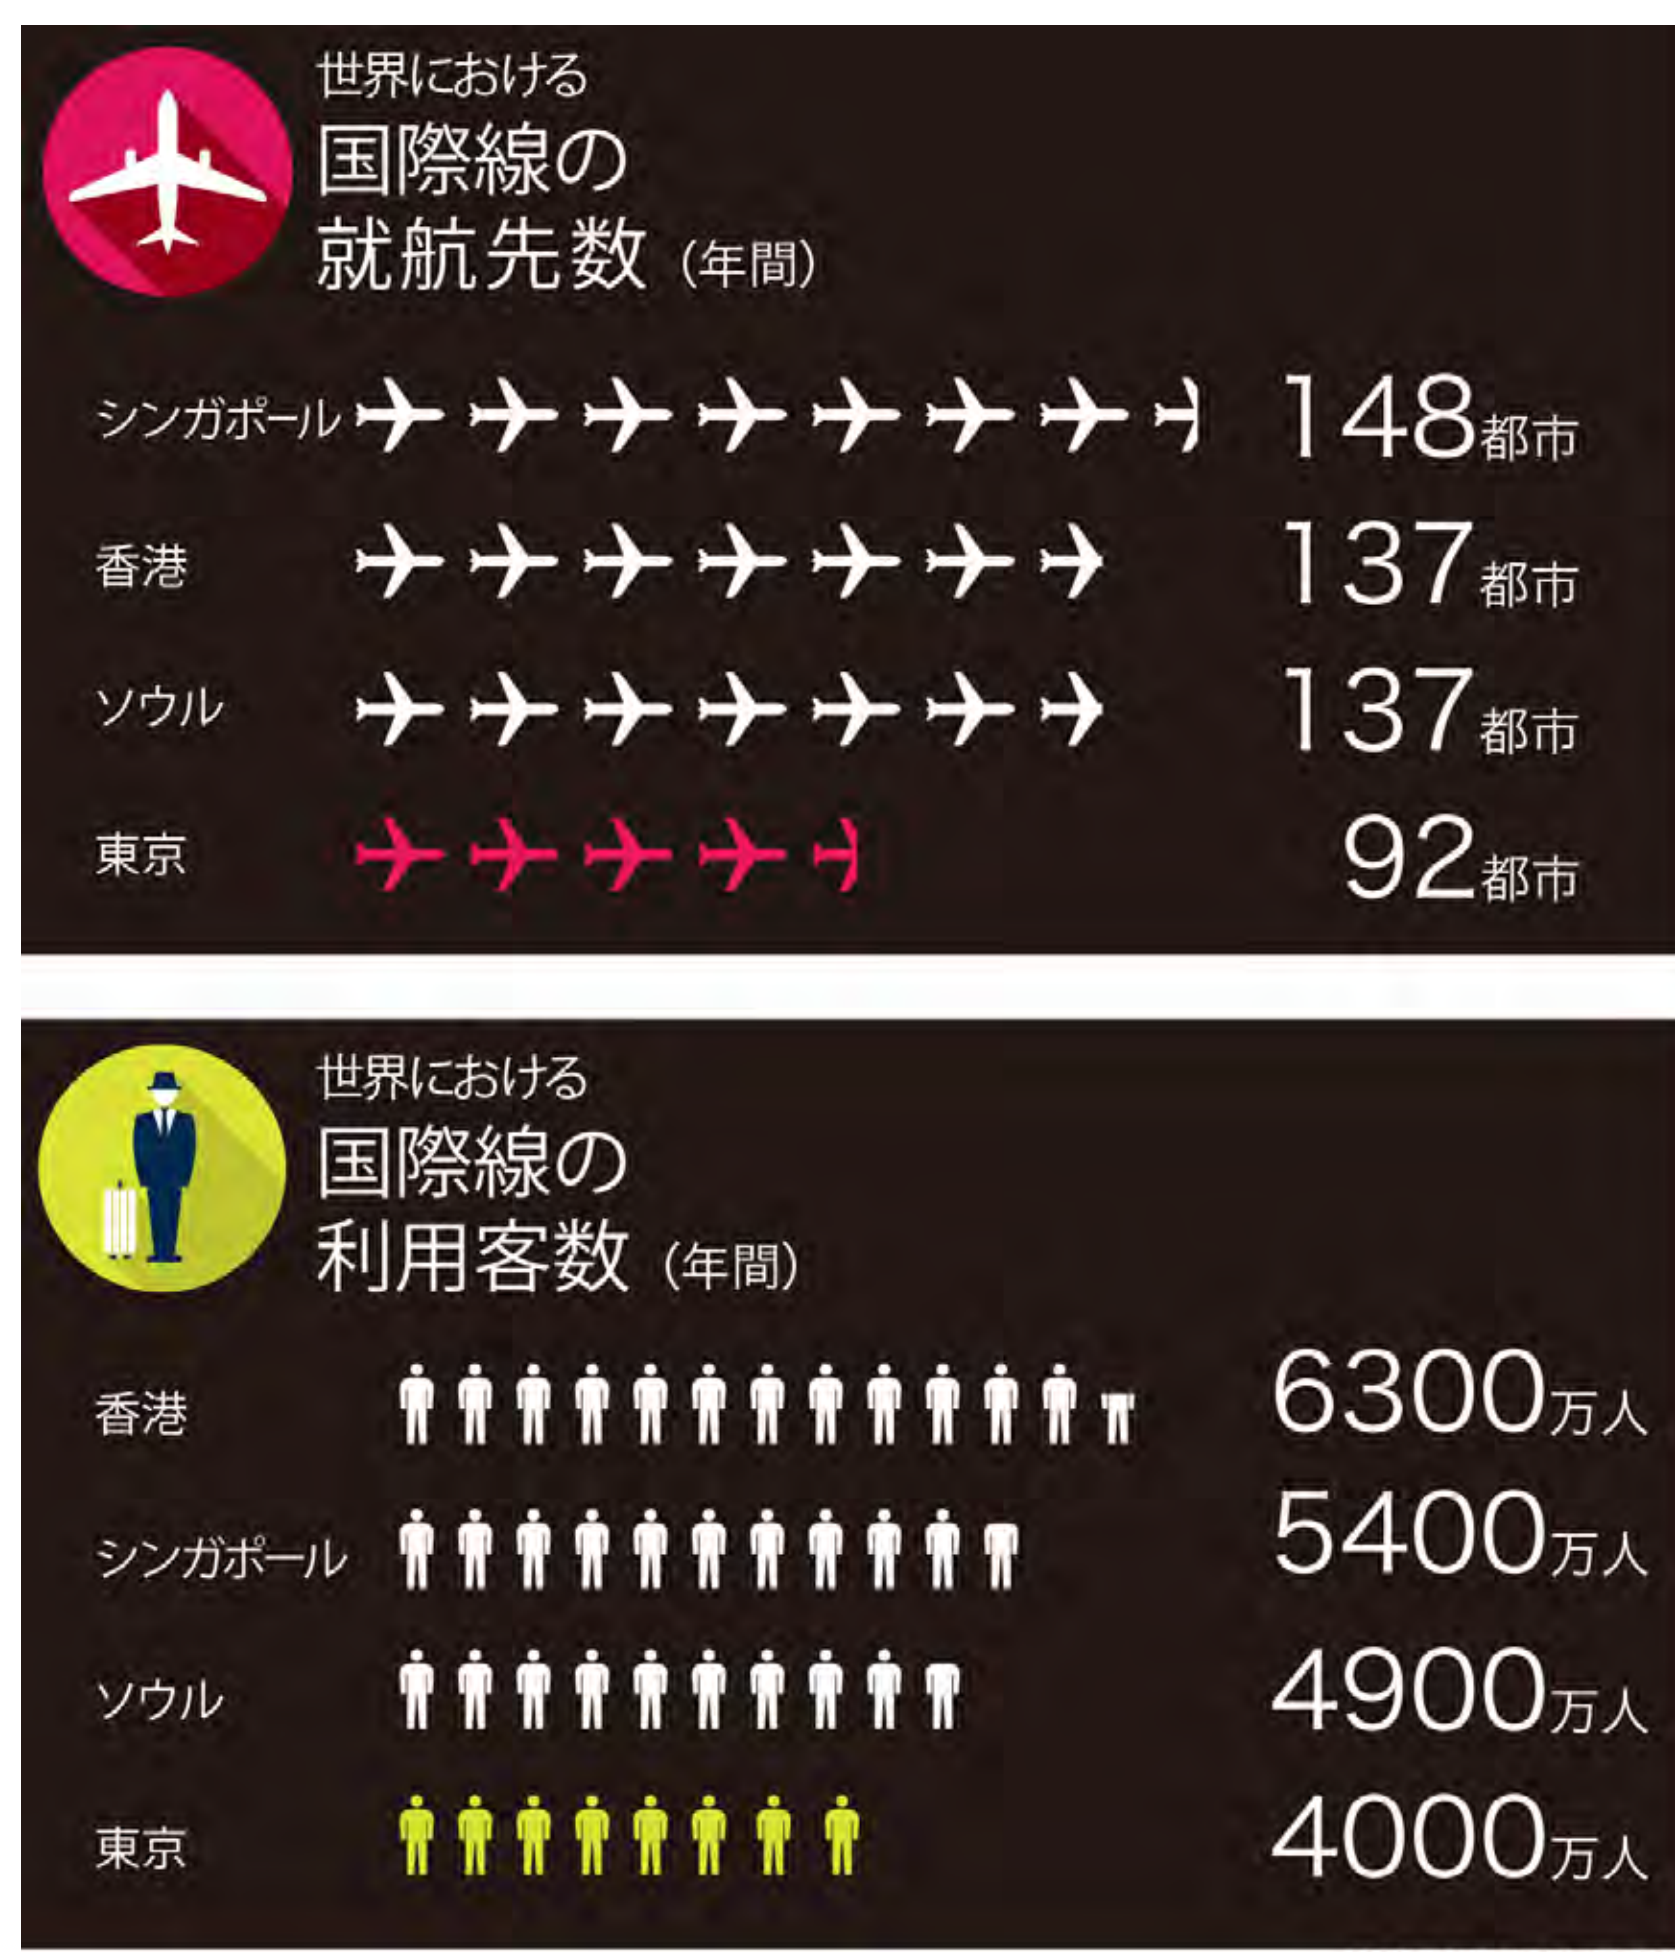 世界における
国際線の
就航先数（年間）
シンガポール 148都市
香港 137都市
ソウル 137都市
東京 92都市
世界における
国際線の
利用客数（年間）
香港 6300万人
シンガポール 5400万人
ソウル 4900万人
東京 4000万人